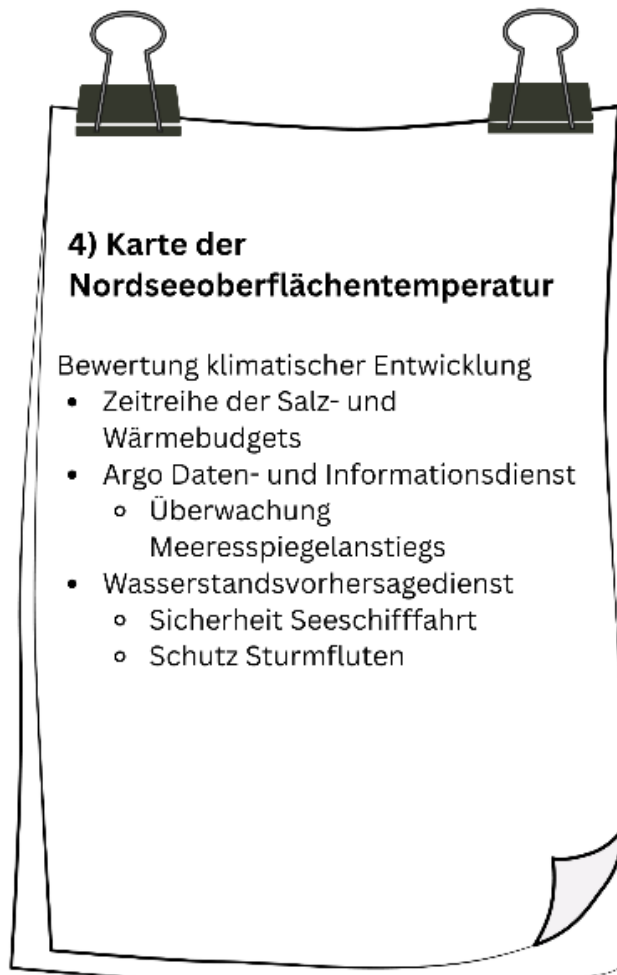 4) Karte der
Nordseeoberflächentemperatur
Bewertung klimatischer Entwicklung
• Zeitreihe der Salz- und
Wärmebudgets
• Argo Daten- und Informationsdienst
◦ Überwachung
Meeresspiegelanstiegs
• Wasserstandsvorhersagedienst
◦ Sicherheit Seeschifffahrt
◦ Schutz Sturmfluten